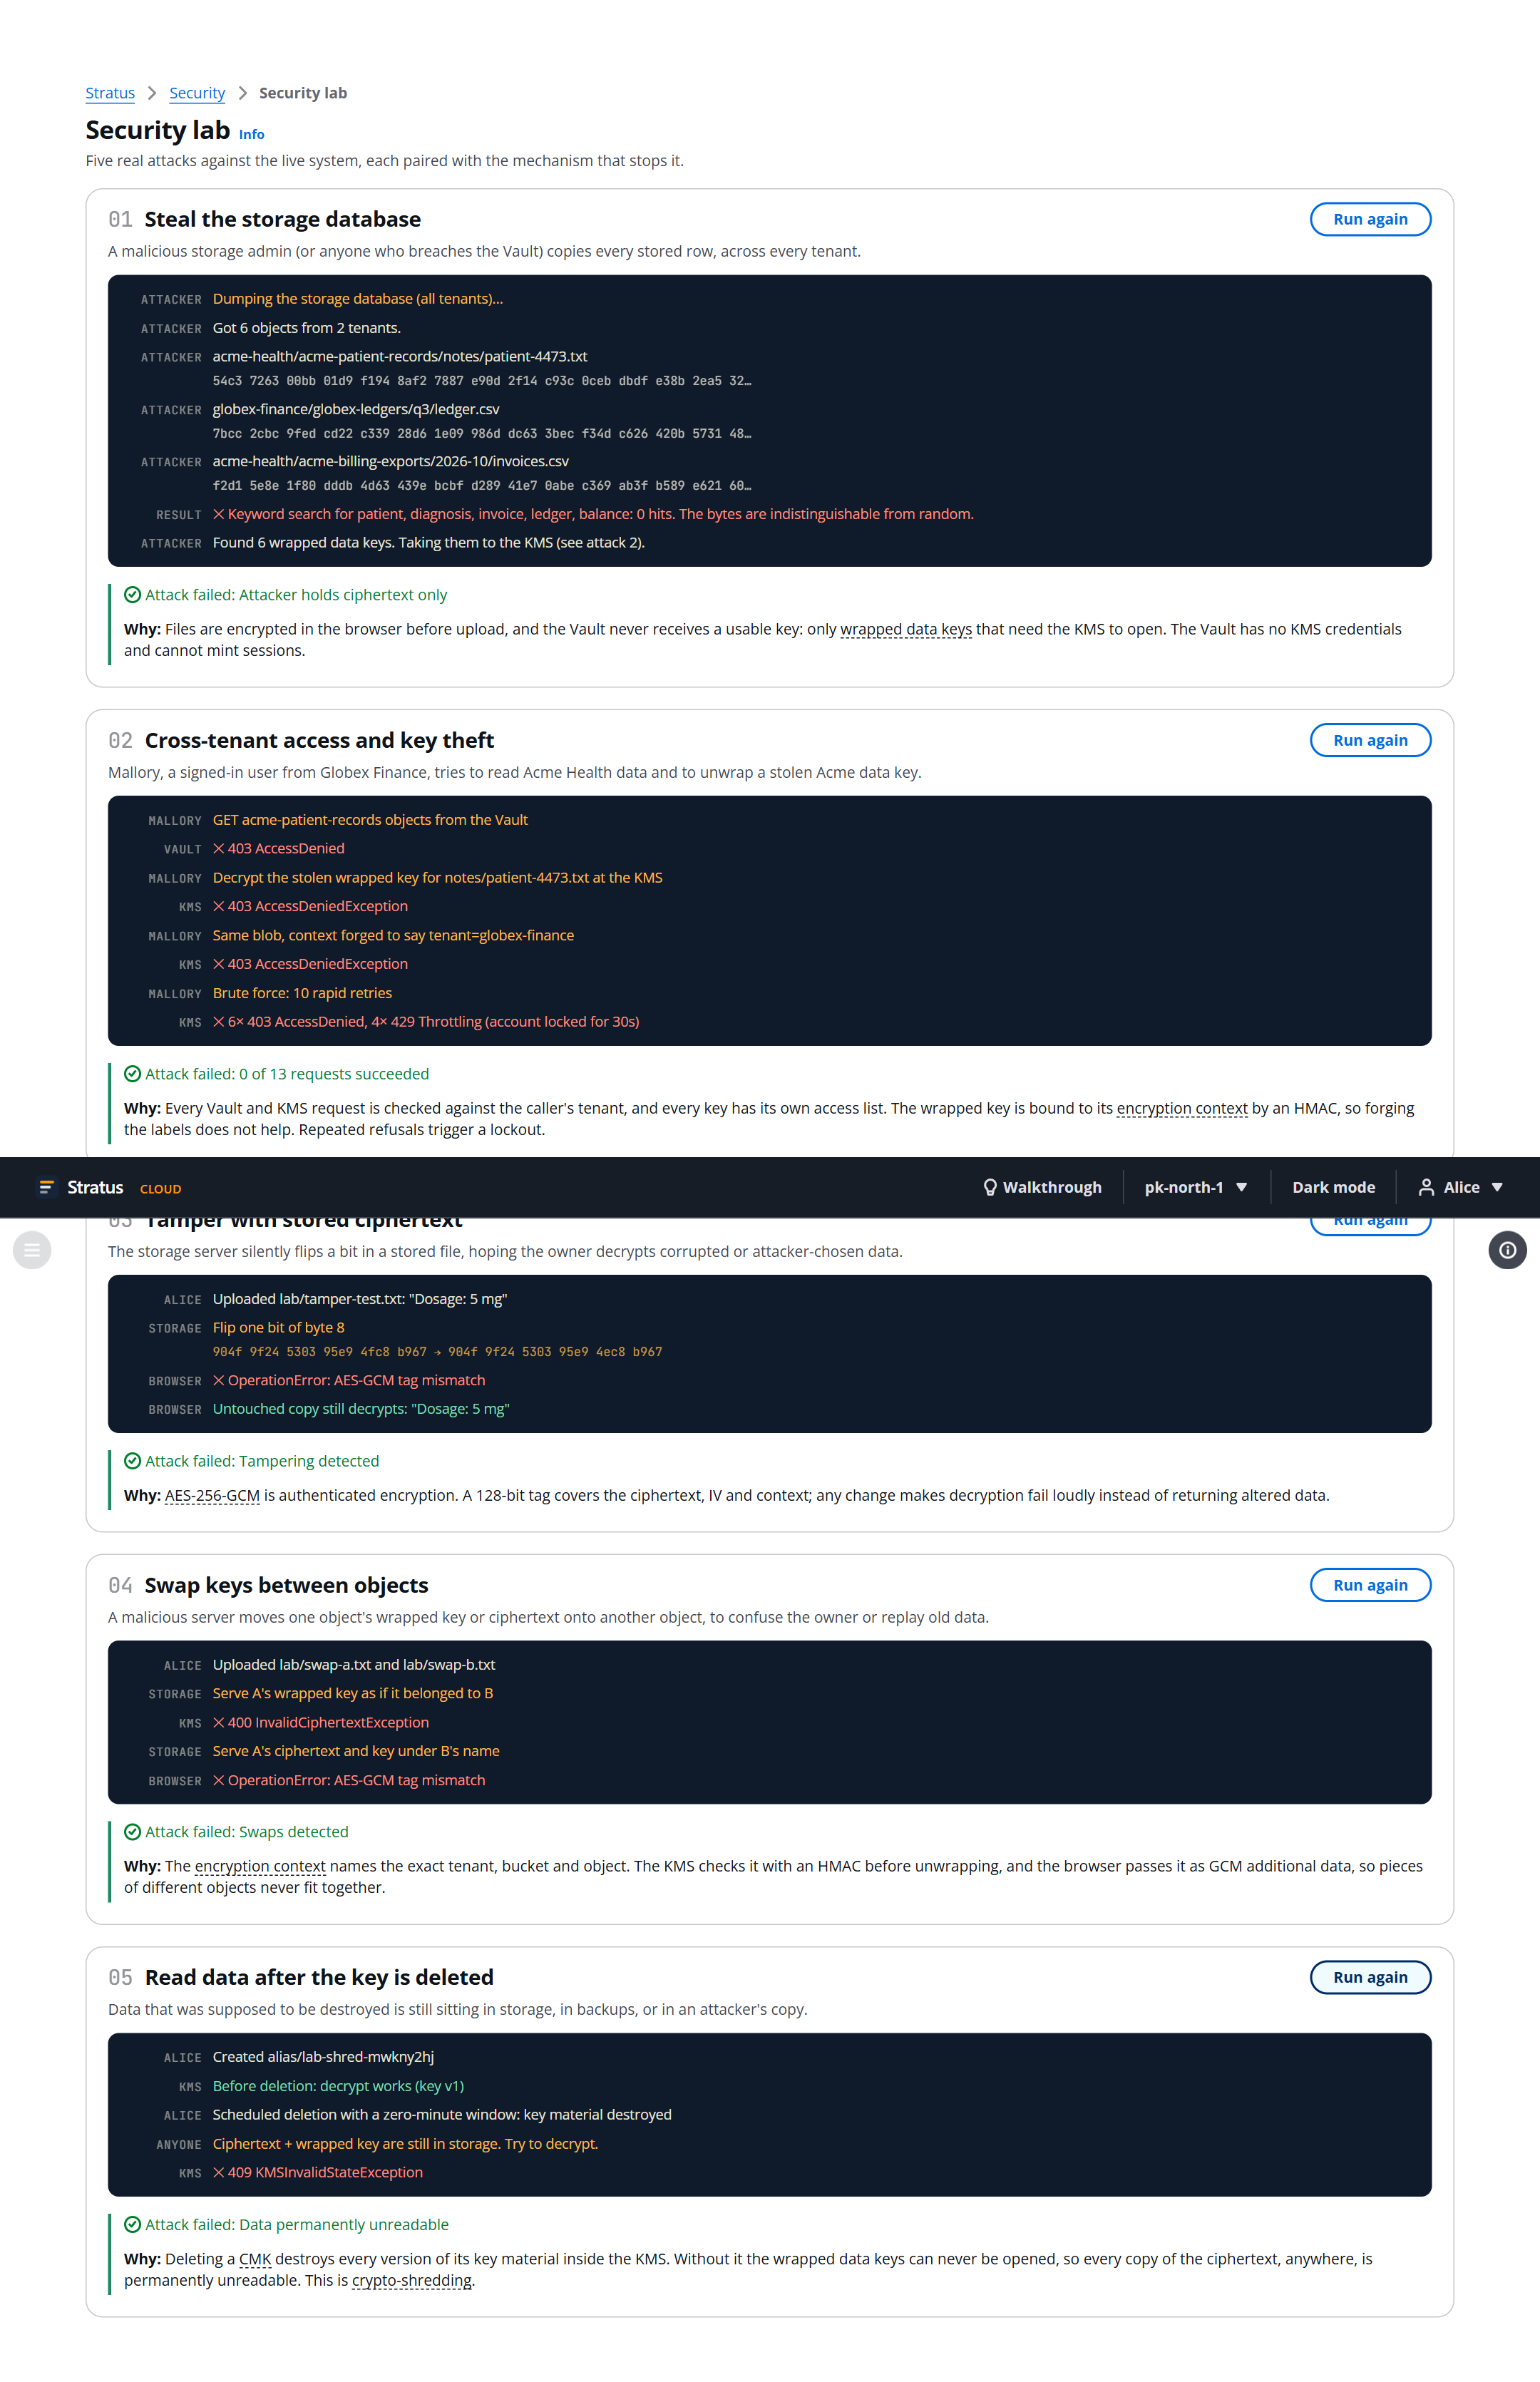 Stratus > Security > Security lab
Security lab Info
Five real attacks against the live system, each paired with the mechanism that stops it.
01 Steal the storage database
Run again
A malicious storage admin (or anyone who breaches the Vault) copies every stored row, across every tenant.
ATTACKER Dumping the storage database (all tenants)...
ATTACKER Got 6 objects from 2 tenants.
ATTACKER acme-health/acme-patient-records/notes/patient-4473.txt
54c3 7263 00bb 01d9 f194 8af2 7887 e90d 2f14 c93c 0ceb dbdf e38b 2ea5 32…
ATTACKER globex-finance/globex-ledgers/q3/ledger.csv
7bcc 2cbc 9fed cd22 c339 28d6 1e09 986d dc63 3bec f34d c626 420b 5731 48…
ATTACKER acme-health/acme-billing-exports/2026-10/invoices.csv
f2d1 5e8e 1f80 dddb 4d63 439e bcbf d289 41e7 0abe c369 ab3f b589 e621 60…
RESULT ✕ Keyword search for patient, diagnosis, invoice, ledger, balance: 0 hits. The bytes are indistinguishable from random.
ATTACKER Found 6 wrapped data keys. Taking them to the KMS (see attack 2).
Attack failed: Attacker holds ciphertext only
Why: Files are encrypted in the browser before upload, and the Vault never receives a usable key: only wrapped data keys that need the KMS to open. The Vault has no KMS credentials
and cannot mint sessions.
02 Cross-tenant access and key theft
Run again
Mallory, a signed-in user from Globex Finance, tries to read Acme Health data and to unwrap a stolen Acme data key.
MALLORY GET acme-patient-records objects from the Vault
VAULT ✕ 403 AccessDenied
MALLORY Decrypt the stolen wrapped key for notes/patient-4473.txt at the KMS
KMS ✕ 403 AccessDeniedException
MALLORY Same blob, context forged to say tenant=globex-finance
KMS ✕ 403 AccessDeniedException
MALLORY Brute force: 10 rapid retries
KMS ✕ 6× 403 AccessDenied, 4× 429 Throttling (account locked for 30s)
Attack failed: 0 of 13 requests succeeded
Why: Every Vault and KMS request is checked against the caller's tenant, and every key has its own access list. The wrapped key is bound to its encryption context by an HMAC, so forging
the labels does not help. Repeated refusals trigger a lockout.
Stratus CLOUD
Walkthrough
pk-north-1
Dark mode
Alice
03 Tamper with stored ciphertext
Run again
The storage server silently flips a bit in a stored file, hoping the owner decrypts corrupted or attacker-chosen data.
ALICE Uploaded lab/tamper-test.txt: "Dosage: 5 mg"
STORAGE Flip one bit of byte 8
904f 9f24 5303 95e9 4fc8 b967 → 904f 9f24 5303 95e9 4ec8 b967
BROWSER ✕ OperationError: AES-GCM tag mismatch
BROWSER Untouched copy still decrypts: "Dosage: 5 mg"
Attack failed: Tampering detected
Why: AES-256-GCM is authenticated encryption. A 128-bit tag covers the ciphertext, IV and context; any change makes decryption fail loudly instead of returning altered data.
04 Swap keys between objects
Run again
A malicious server moves one object's wrapped key or ciphertext onto another object, to confuse the owner or replay old data.
ALICE Uploaded lab/swap-a.txt and lab/swap-b.txt
STORAGE Serve A's wrapped key as if it belonged to B
KMS ✕ 400 InvalidCiphertextException
STORAGE Serve A's ciphertext and key under B's name
BROWSER ✕ OperationError: AES-GCM tag mismatch
Attack failed: Swaps detected
Why: The encryption context names the exact tenant, bucket and object. The KMS checks it with an HMAC before unwrapping, and the browser passes it as GCM additional data, so pieces
of different objects never fit together.
05 Read data after the key is deleted
Run again
Data that was supposed to be destroyed is still sitting in storage, in backups, or in an attacker's copy.
ALICE Created alias/lab-shred-mwkny2hj
KMS Before deletion: decrypt works (key v1)
ALICE Scheduled deletion with a zero-minute window: key material destroyed
ANYONE Ciphertext + wrapped key are still in storage. Try to decrypt.
KMS ✕ 409 KMSInvalidStateException
Attack failed: Data permanently unreadable
Why: Deleting a CMK destroys every version of its key material inside the KMS. Without it the wrapped data keys can never be opened, so every copy of the ciphertext, anywhere, is
permanently unreadable. This is crypto-shredding.